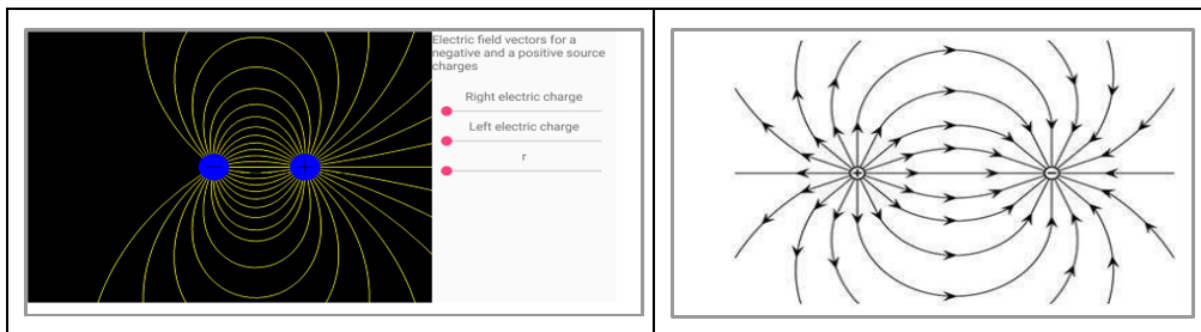 Electric field vectors for a
negative and a positive source
charges
Right electric charge
Left electric charge
r
−
+
+
−